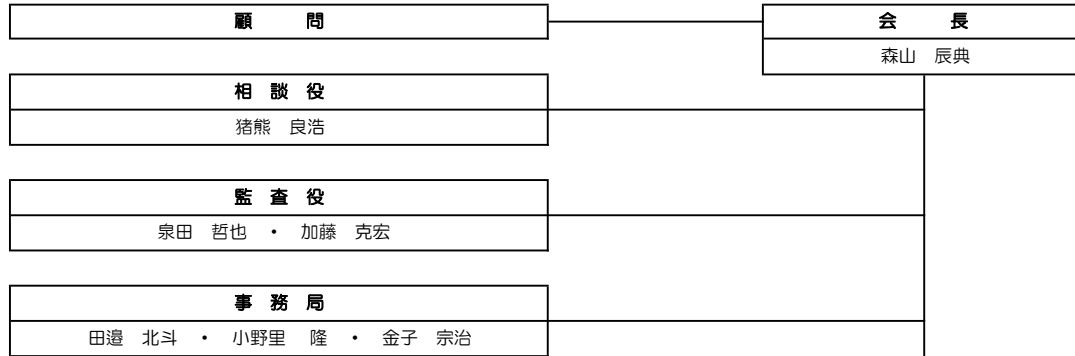 顧　問
会　長
森山　辰典
相 談 役
猪熊　良浩
監 査 役
泉田　哲也　・　加藤　克宏
事 務 局
田邉　北斗　・　小野里　隆　・　金子　宗治